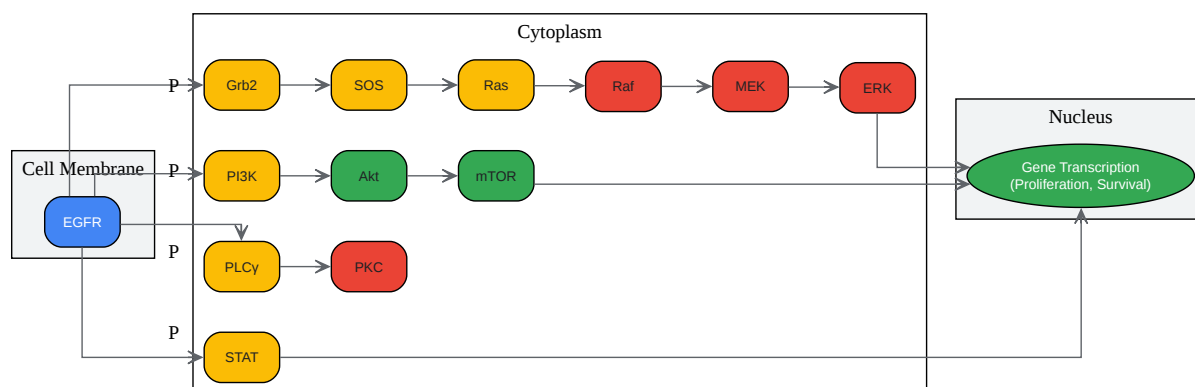 Cytoplasm
P
Grb2
SOS
Ras
Raf
MEK
ERK
Nucleus
Cell Membrane
P
PI3K
Akt
mTOR
Gene Transcription
(Proliferation, Survival)
EGFR
P
PLCγ
PKC
P
STAT